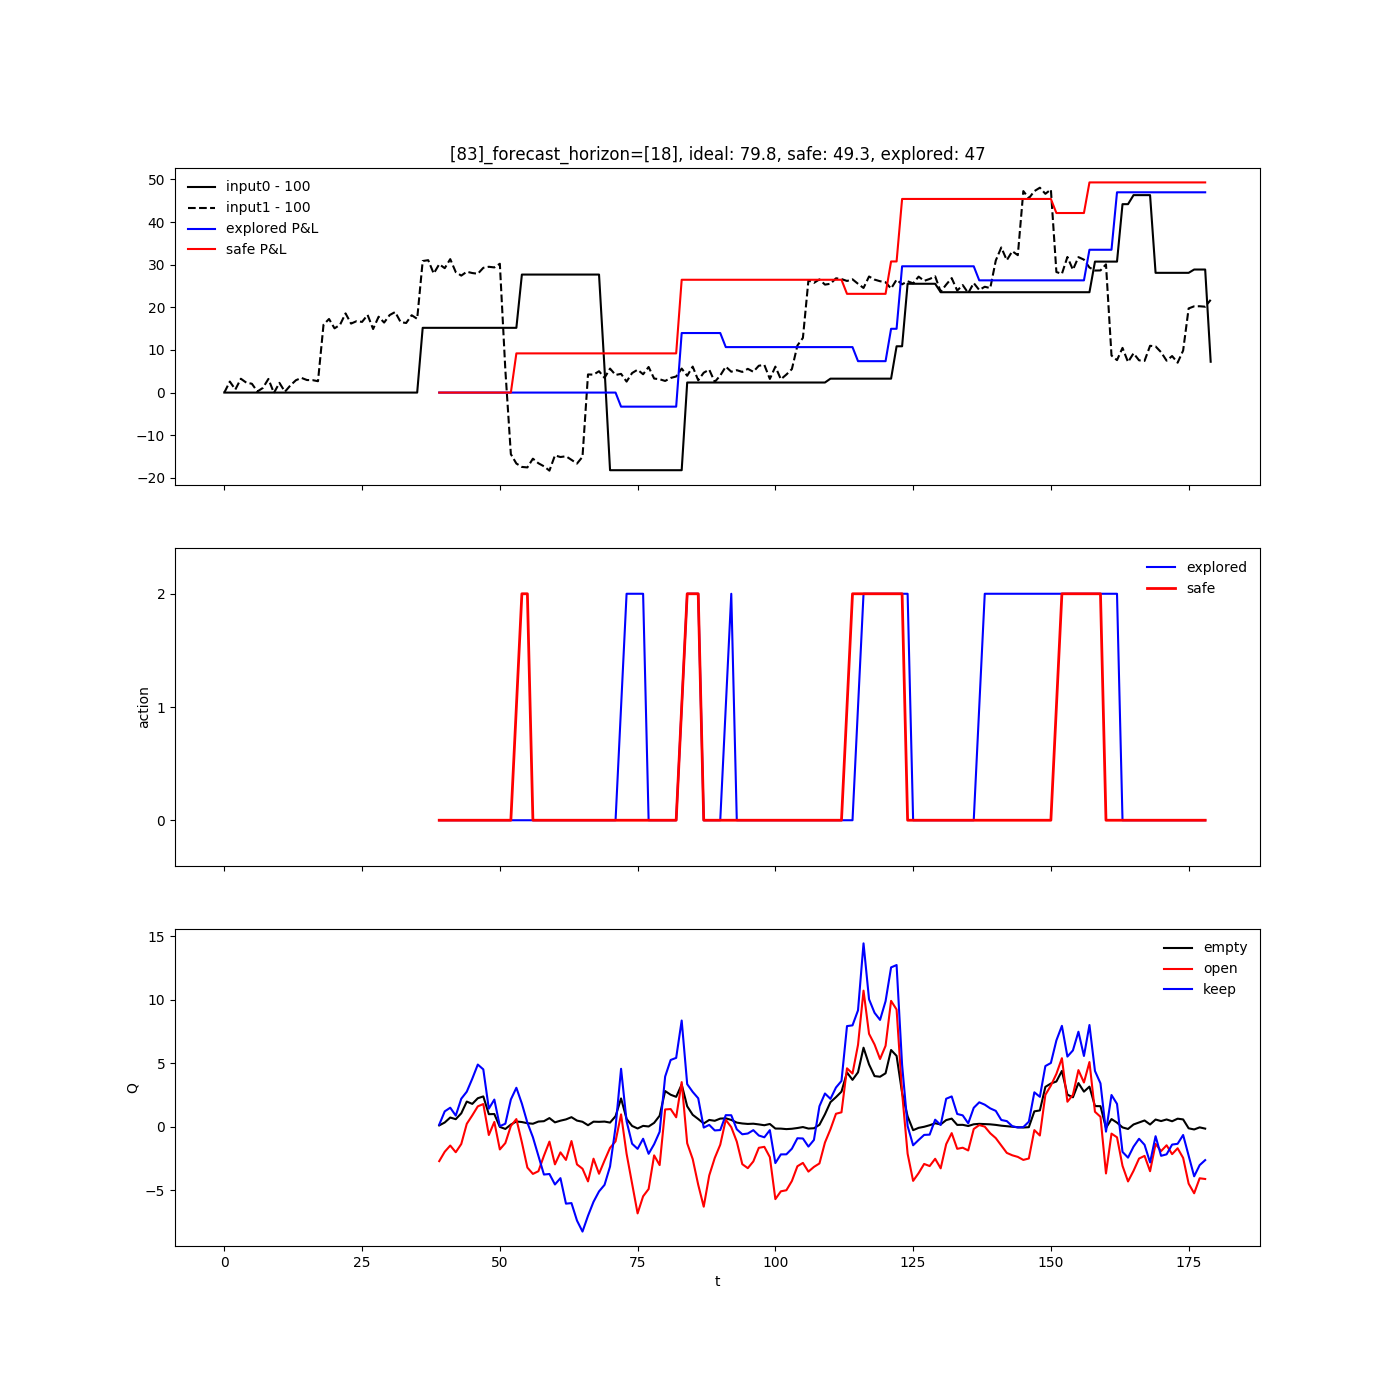 [83]_forecast_horizon=[18], ideal: 79.8, safe: 49.3, explored: 47
50
40
30
20
10
0
−10
−20
input0 - 100
input1 - 100
explored P&L
safe P&L
2
1
0
action
explored
safe
15
10
5
0
−5
Q
empty
open
keep
0 25 50 75 100 125 150 175
t